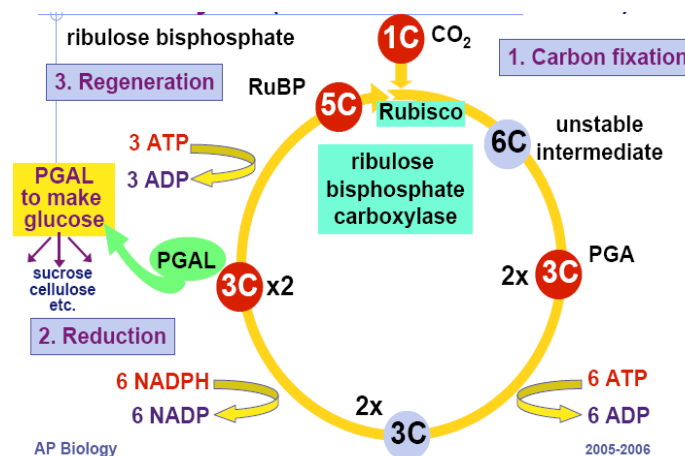 ribulose bisphosphate
1C
CO2
1. Carbon fixation
3. Regeneration
RuBP
5C
Rubisco
6C
unstable
intermediate
3 ATP
3 ADP
ribulose
bisphosphate
carboxylase
PGAL
to make
glucose
PGAL
sucrose
cellulose
etc.
3C
x2
2x
3C
PGA
2. Reduction
6 NADPH
6 NADP
2x
3C
6 ATP
6 ADP
AP Biology
2005-2006